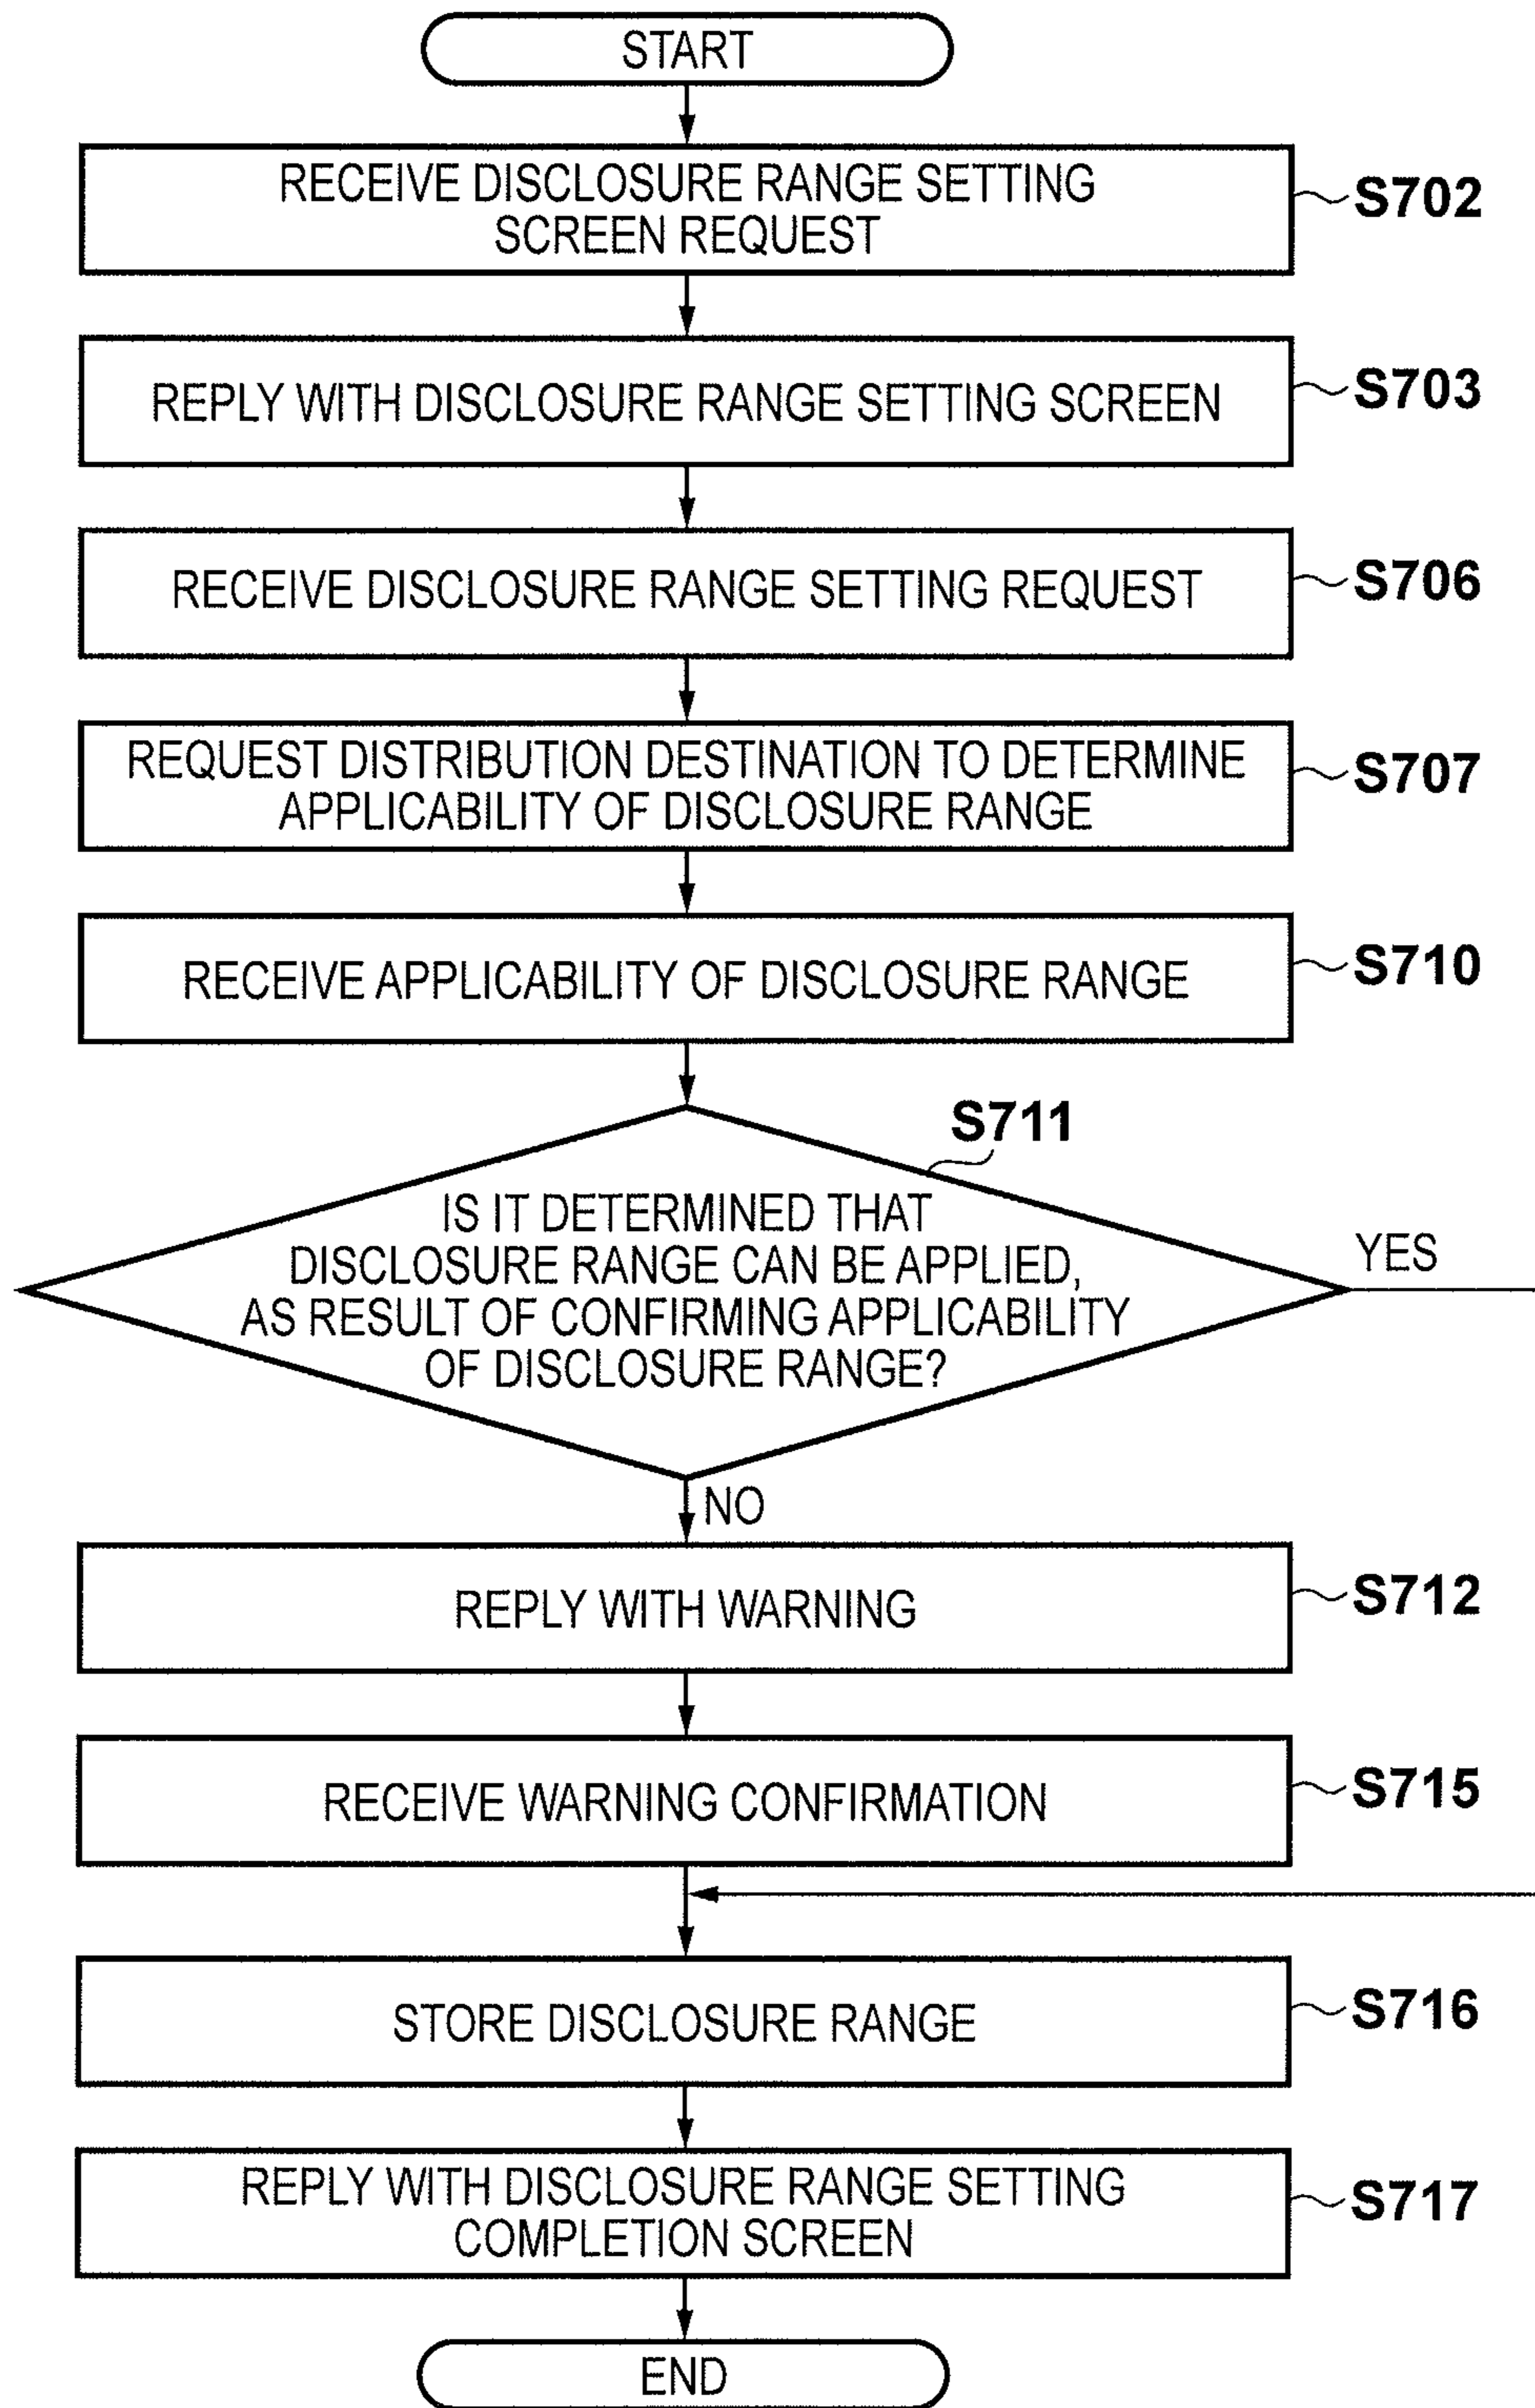 START
RECEIVE DISCLOSURE RANGE SETTING
SCREEN REQUEST
S702
REPLY WITH DISCLOSURE RANGE SETTING SCREEN
S703
RECEIVE DISCLOSURE RANGE SETTING REQUEST
S706
REQUEST DISTRIBUTION DESTINATION TO DETERMINE
APPLICABILITY OF DISCLOSURE RANGE
S707
RECEIVE APPLICABILITY OF DISCLOSURE RANGE
S710
S711
IS IT DETERMINED THAT
DISCLOSURE RANGE CAN BE APPLIED,
AS RESULT OF CONFIRMING APPLICABILITY
OF DISCLOSURE RANGE?
YES
NO
REPLY WITH WARNING
S712
RECEIVE WARNING CONFIRMATION
S715
STORE DISCLOSURE RANGE
S716
REPLY WITH DISCLOSURE RANGE SETTING
COMPLETION SCREEN
S717
END